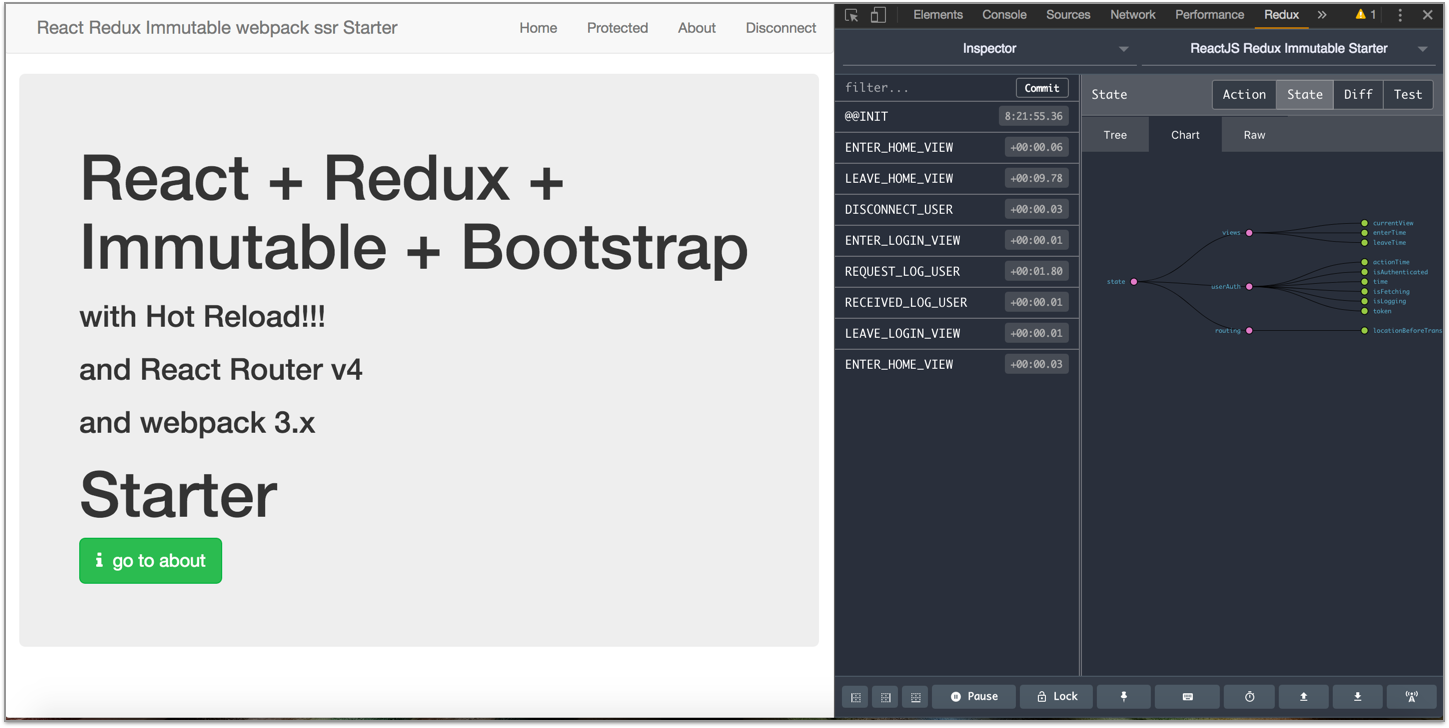 React Redux Immutable webpack ssr Starter
Home Protected About Disconnect
React + Redux +
Immutable + Bootstrap
with Hot Reload!!!
and React Router v4
and webpack 3.x
Starter
go to about
Elements Console Sources Network Performance Redux » 1
Inspector ReactJS Redux Immutable Starter
filter... Commit
@@INIT 8:21:55.36
ENTER_HOME_VIEW +00:00.06
LEAVE_HOME_VIEW +00:09.78
DISCONNECT_USER +00:00.03
ENTER_LOGIN_VIEW +00:00.01
REQUEST_LOG_USER +00:01.80
RECEIVED_LOG_USER +00:00.01
LEAVE_LOGIN_VIEW +00:00.01
ENTER_HOME_VIEW +00:00.03
State Action State Diff Test
Tree Chart Raw
state
views
currentView
enterTime
leaveTime
userAuth
actionTime
isAuthenticated
time
isFetching
isLogging
token
routing
locationBeforeTrans
Pause Lock